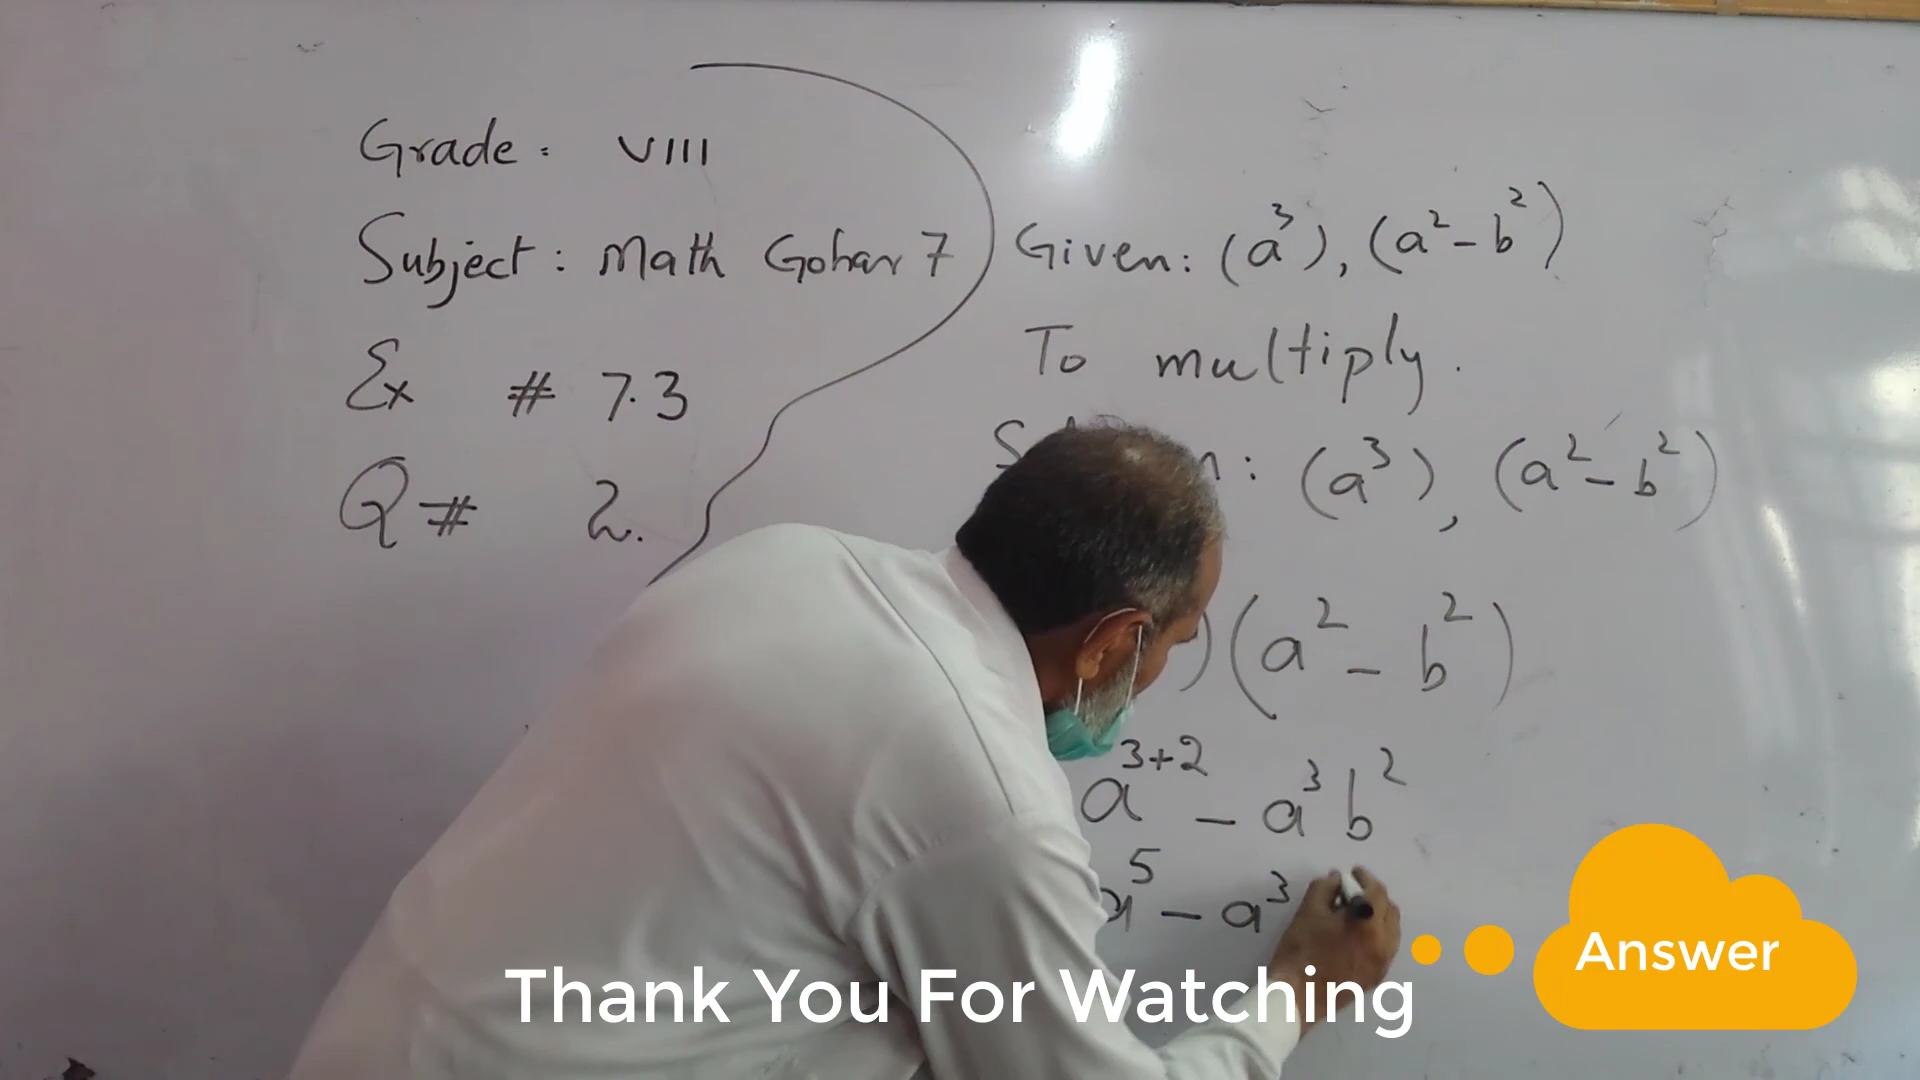 Grade: VIII
Subject: Math Gohar 7
Ex # 7.3
Q # 2.
Given: (a³), (a² - b²)
To multiply.
: (a³), (a² - b²)
)(a² - b²)
a³⁺² - a³b²
a⁵ - a³
Answer
Thank You For Watching